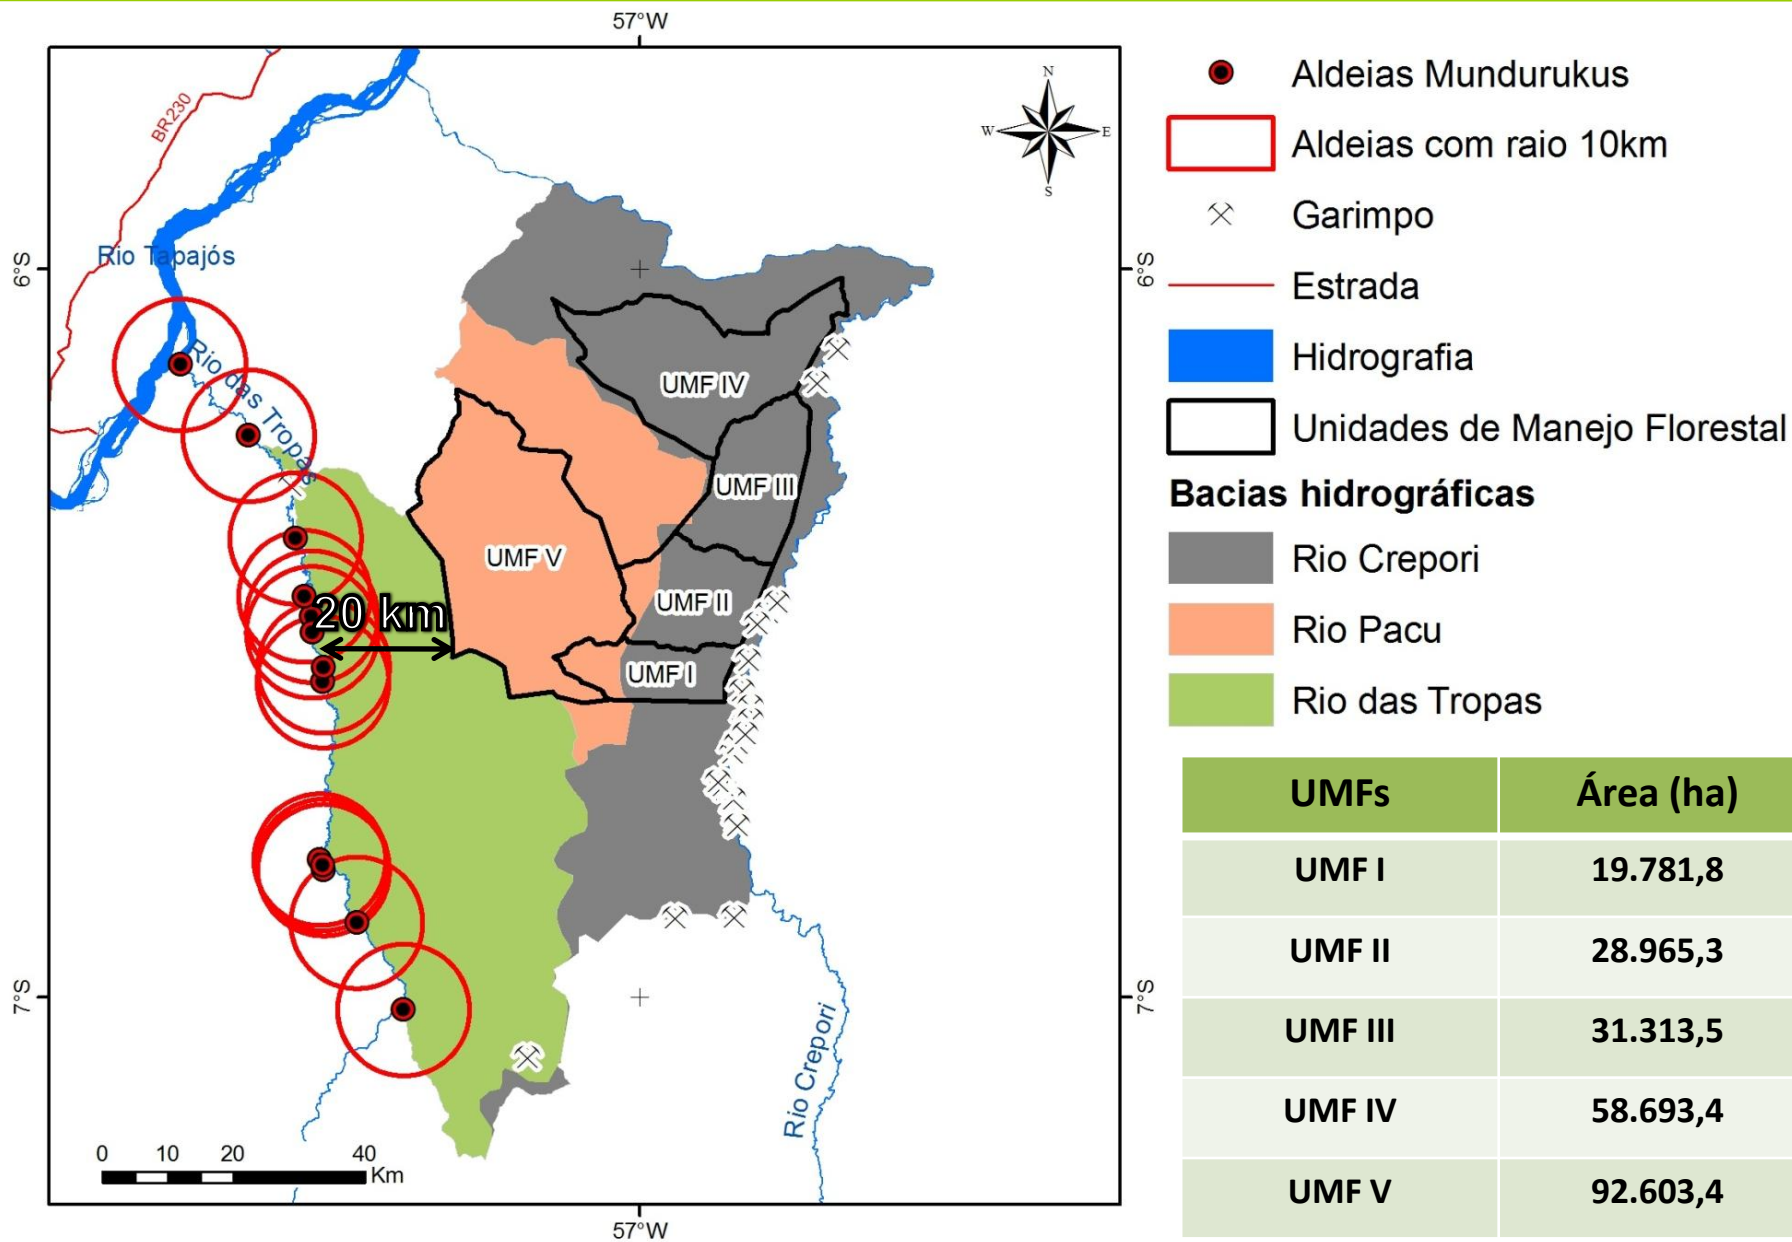 57°W
N
W
E
S
BR230
Rio Tapajós
6°S
6°S
Rio das Tropas
UMF IV
UMF III
UMF V
UMF II
20 km
UMF I
7°S
7°S
Rio Crepori
0 10 20 40
Km
57°W
Aldeias Mundurukus
Aldeias com raio 10km
Garimpo
Estrada
Hidrografia
Unidades de Manejo Florestal
Bacias hidrográficas
Rio Crepori
Rio Pacu
Rio das Tropas
UMFs Área (ha)
UMF I 19.781,8
UMF II 28.965,3
UMF III 31.313,5
UMF IV 58.693,4
UMF V 92.603,4